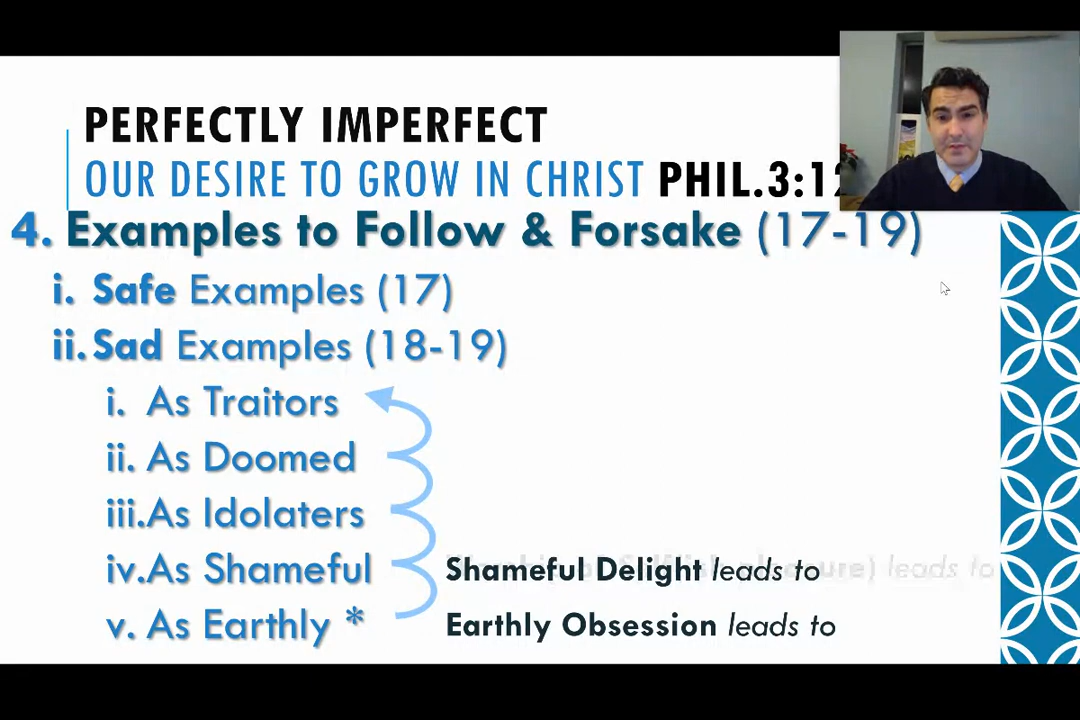 PERFECTLY IMPERFECT
OUR DESIRE TO GROW IN CHRIST PHIL.3:12
4. Examples to Follow & Forsake (17-19)
i. Safe Examples (17)
ii. Sad Examples (18-19)
i. As Traitors
ii. As Doomed
iii. As Idolaters
iv. As Shameful
Shameful Delight leads to
leads to
v. As Earthly *
Earthly Obsession leads to